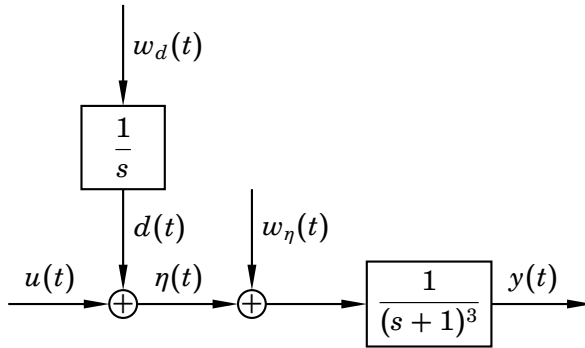 w_d(t)
1
s
d(t)
w_η(t)
u(t)
η(t)
1
(s + 1)^3
y(t)